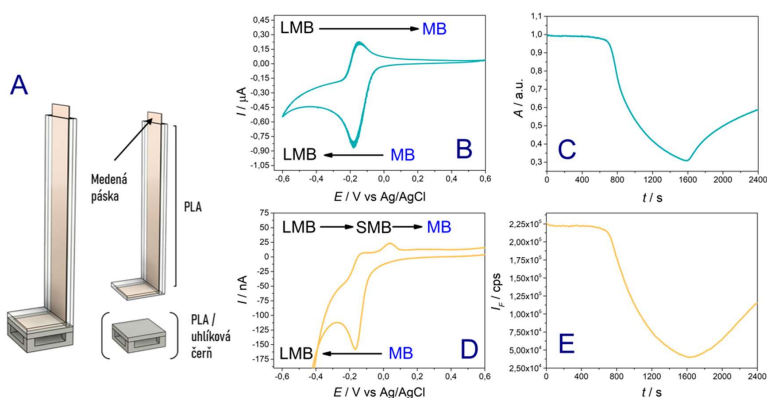 A
Medená
páska
PLA
PLA /
uhlíková
čerň
LMB MB
0,35
0,15
0,00
-0,15
-0,30
-0,45
-0,60
-0,75
-0,90
-1,05
I / µA
LMB MB
B
-0,6 -0,4 -0,2 0,0 0,2 0,4 0,6
E / V vs Ag/AgCl
1,0
0,9
0,8
0,7
0,6
0,5
0,4
0,3
A / a.u.
C
0 400 800 1200 1600 2000 2400
t / s
LMB SMB MB
75
50
25
0
-25
-50
-75
-100
-125
-150
-175
I / nA
LMB MB
D
-0,6 -0,4 -0,2 0,0 0,2 0,4 0,6
E / V vs Ag/AgCl
2,25x10⁵
2,00x10⁵
1,75x10⁵
1,50x10⁵
1,25x10⁵
1,00x10⁵
7,50x10⁴
5,00x10⁴
2,50x10⁴
I_F / cps
E
0 400 800 1200 1600 2000 2400
t / s